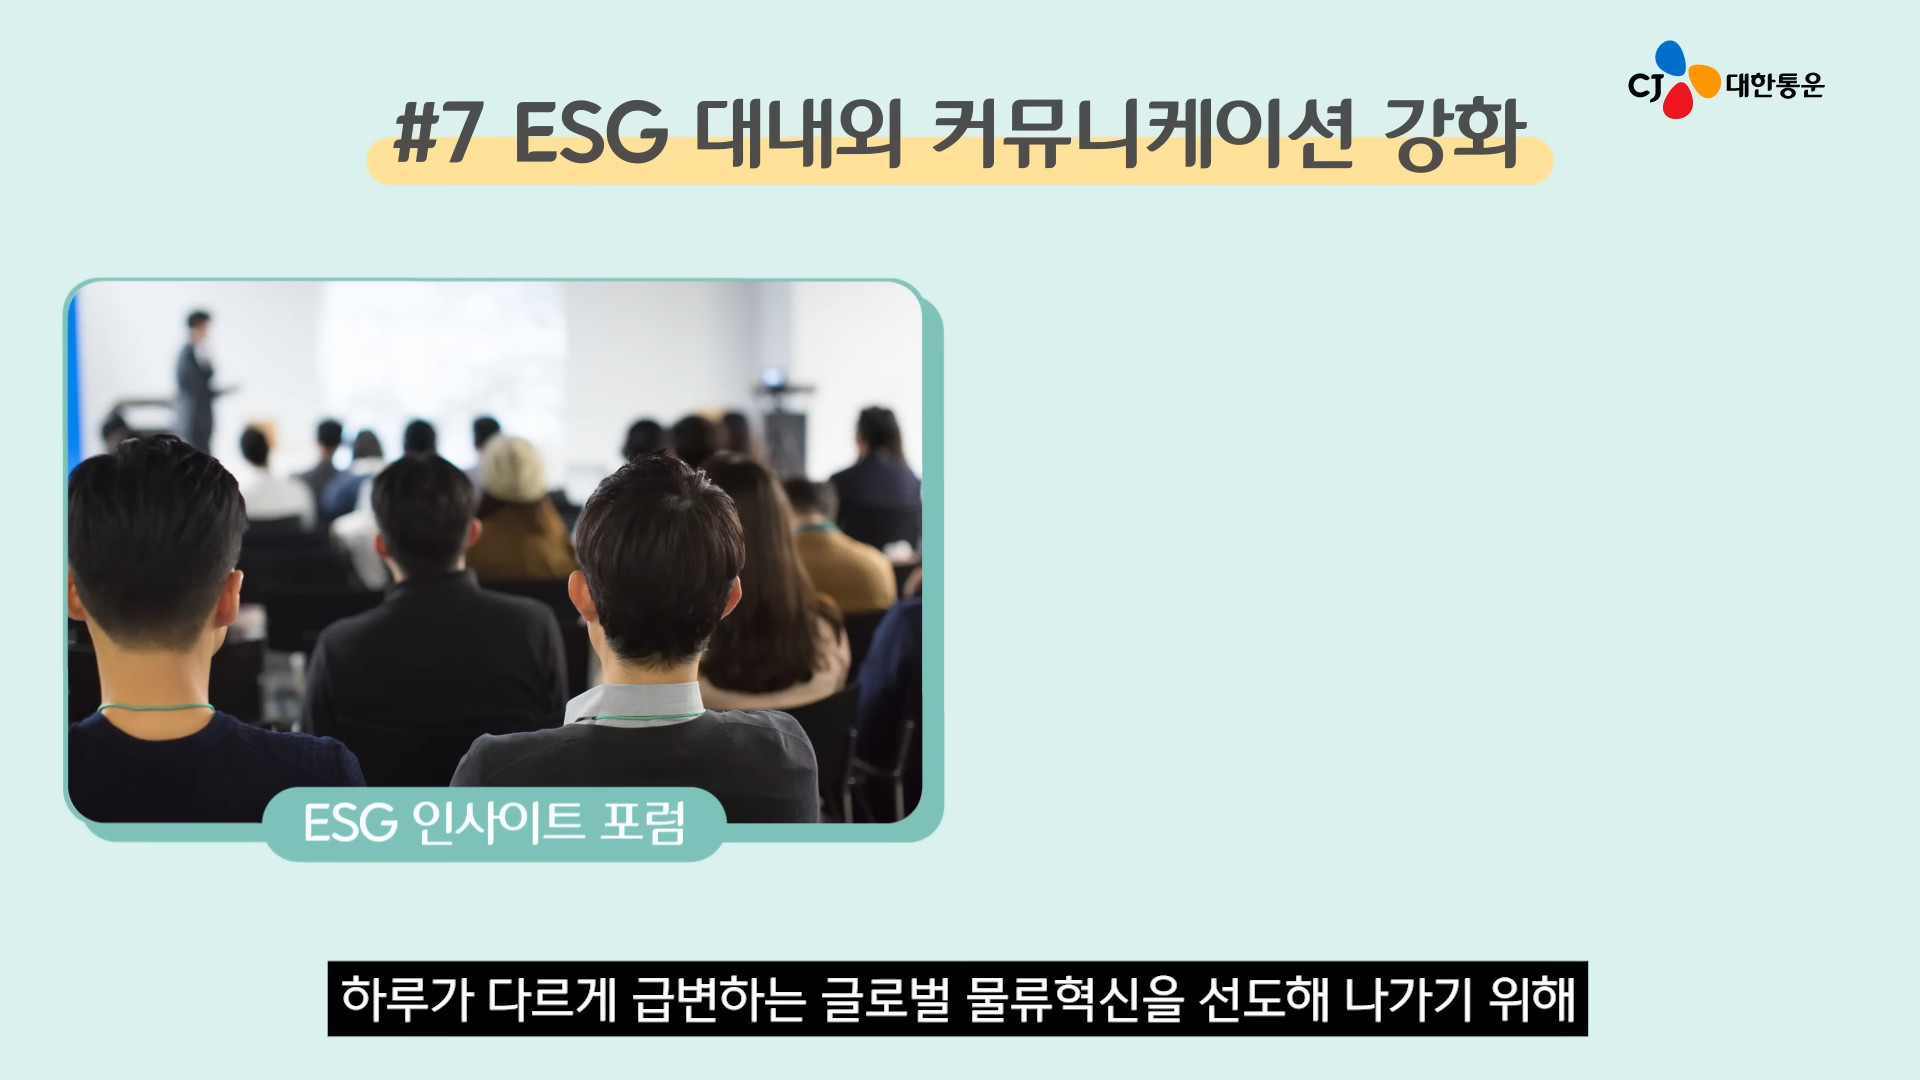 CJ대한통운
#7 ESG 대내외 커뮤니케이션 강화
ESG 인사이트 포럼
하루가 다르게 급변하는 글로벌 물류혁신을 선도해 나가기 위해